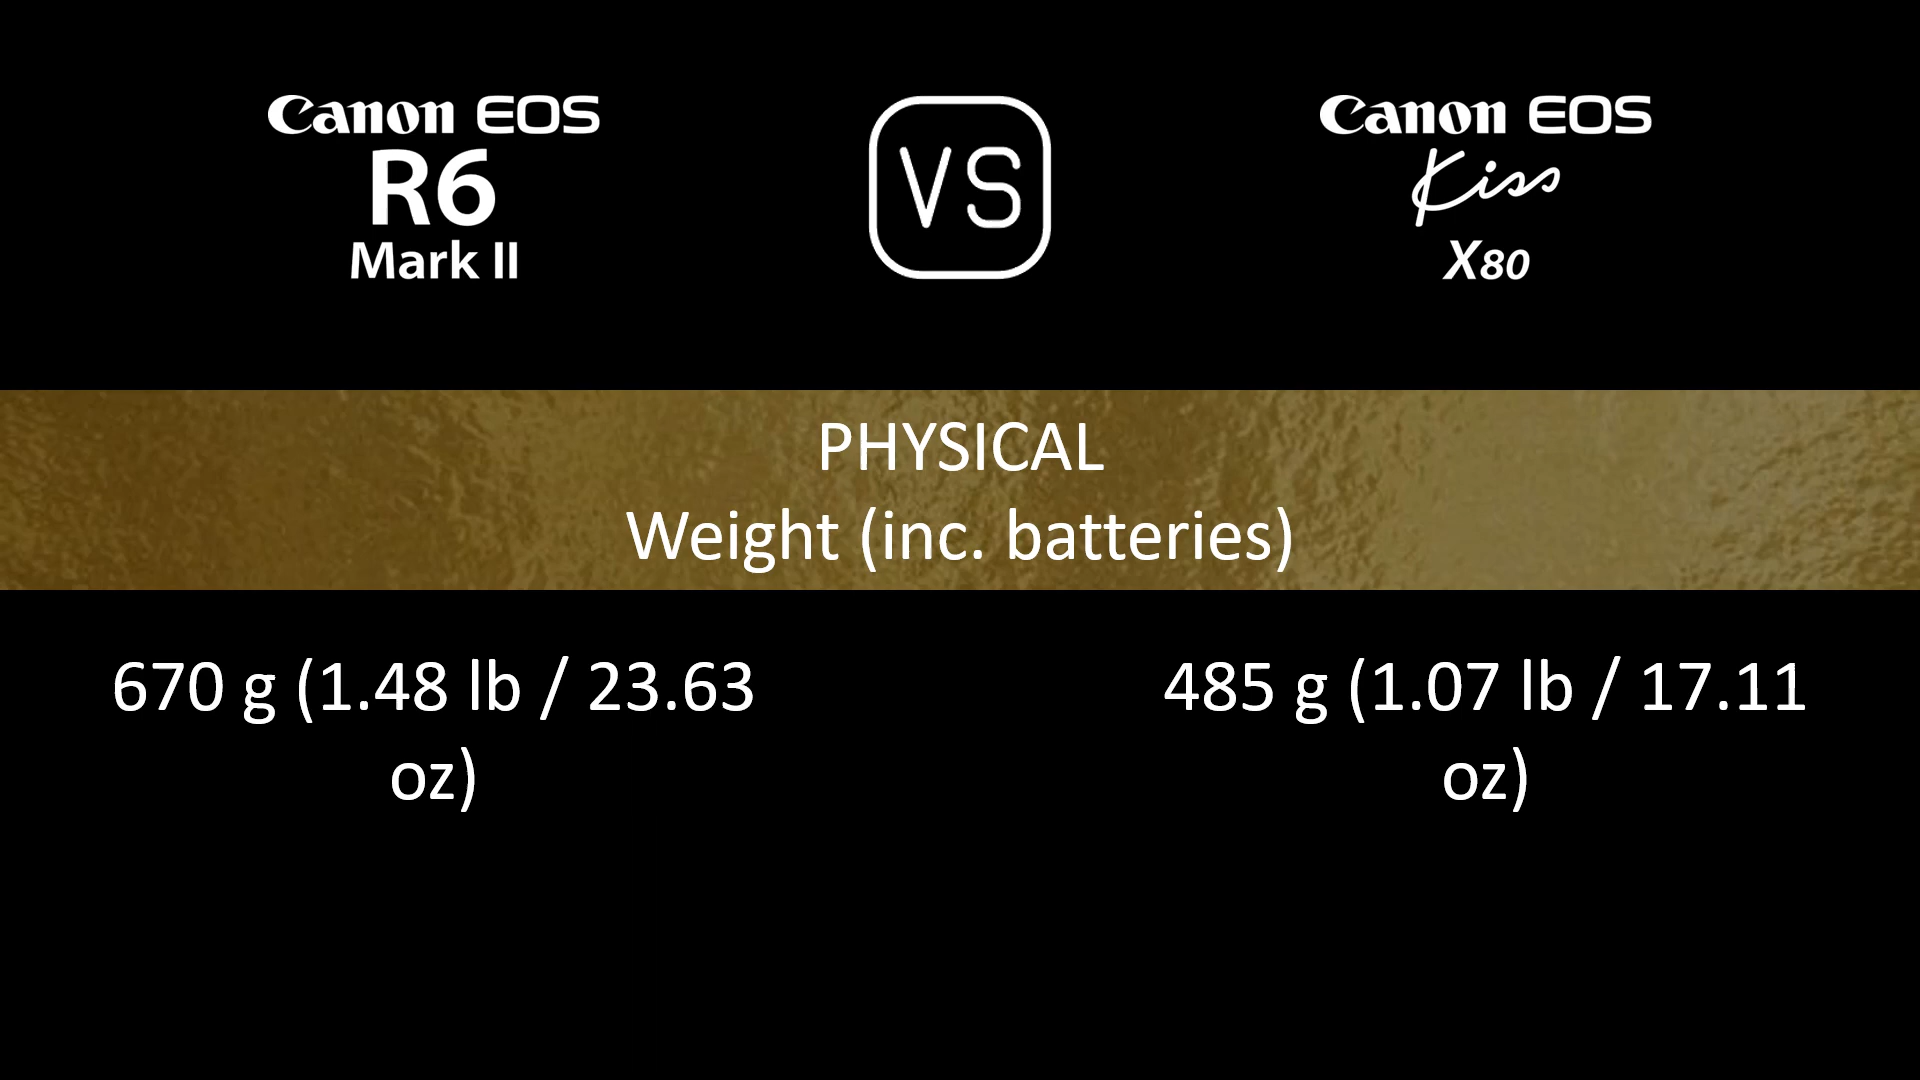 Canon EOS
R6
Mark II
VS
Canon EOS
Kiss
X80
PHYSICAL
Weight (inc. batteries)
670 g (1.48 lb / 23.63
oz)
485 g (1.07 lb / 17.11
oz)